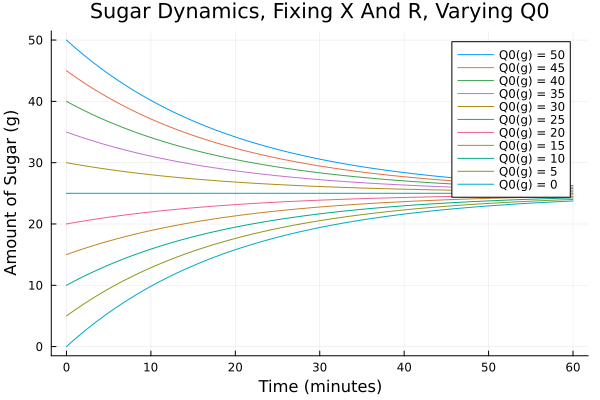 Sugar Dynamics, Fixing X And R, Varying Q0
50
40
30
20
10
0
Amount of Sugar (g)
Q0(g) = 50
Q0(g) = 45
Q0(g) = 40
Q0(g) = 35
Q0(g) = 30
Q0(g) = 25
Q0(g) = 20
Q0(g) = 15
Q0(g) = 10
Q0(g) = 5
Q0(g) = 0
0 10 20 30 40 50 60
Time (minutes)